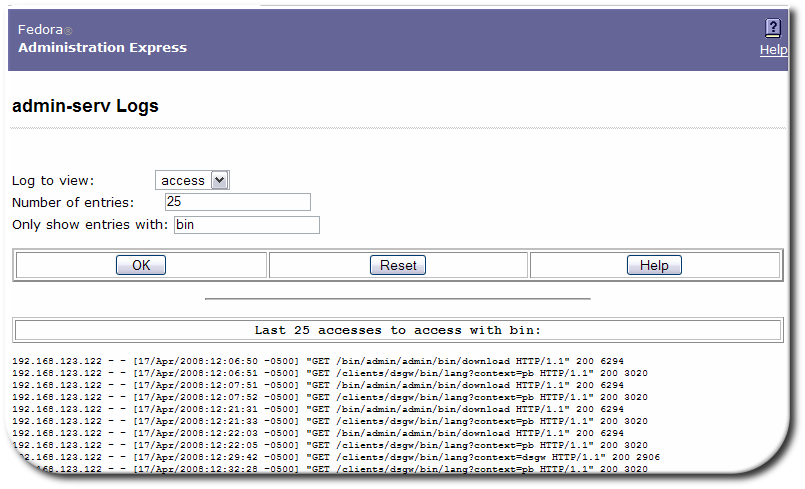 Fedora®
Administration Express
?
Help
admin-serv Logs
Log to view: access
Number of entries: 25
Only show entries with: bin
OK Reset Help
Last 25 accesses to access with bin:
192.168.123.122 - - [17/Apr/2008:12:06:50 -0500] "GET /bin/admin/admin/bin/download HTTP/1.1" 200 6294
192.168.123.122 - - [17/Apr/2008:12:06:51 -0500] "GET /clients/dsgw/bin/lang?context=pb HTTP/1.1" 200 3020
192.168.123.122 - - [17/Apr/2008:12:07:51 -0500] "GET /bin/admin/admin/bin/download HTTP/1.1" 200 6294
192.168.123.122 - - [17/Apr/2008:12:07:52 -0500] "GET /clients/dsgw/bin/lang?context=pb HTTP/1.1" 200 3020
192.168.123.122 - - [17/Apr/2008:12:21:31 -0500] "GET /bin/admin/admin/bin/download HTTP/1.1" 200 6294
192.168.123.122 - - [17/Apr/2008:12:21:33 -0500] "GET /clients/dsgw/bin/lang?context=pb HTTP/1.1" 200 3020
192.168.123.122 - - [17/Apr/2008:12:22:03 -0500] "GET /bin/admin/admin/bin/download HTTP/1.1" 200 6294
192.168.123.122 - - [17/Apr/2008:12:22:05 -0500] "GET /clients/dsgw/bin/lang?context=pb HTTP/1.1" 200 3020
192.168.123.122 - - [17/Apr/2008:12:29:42 -0500] "GET /clients/dsgw/bin/lang?context=dsgw HTTP/1.1" 200 2906
.168.123.122 - - [17/Apr/2008:12:32:28 -0500] "GET /clients/dsgw/bin/lang?context=pb HTTP/1.1" 200 3020